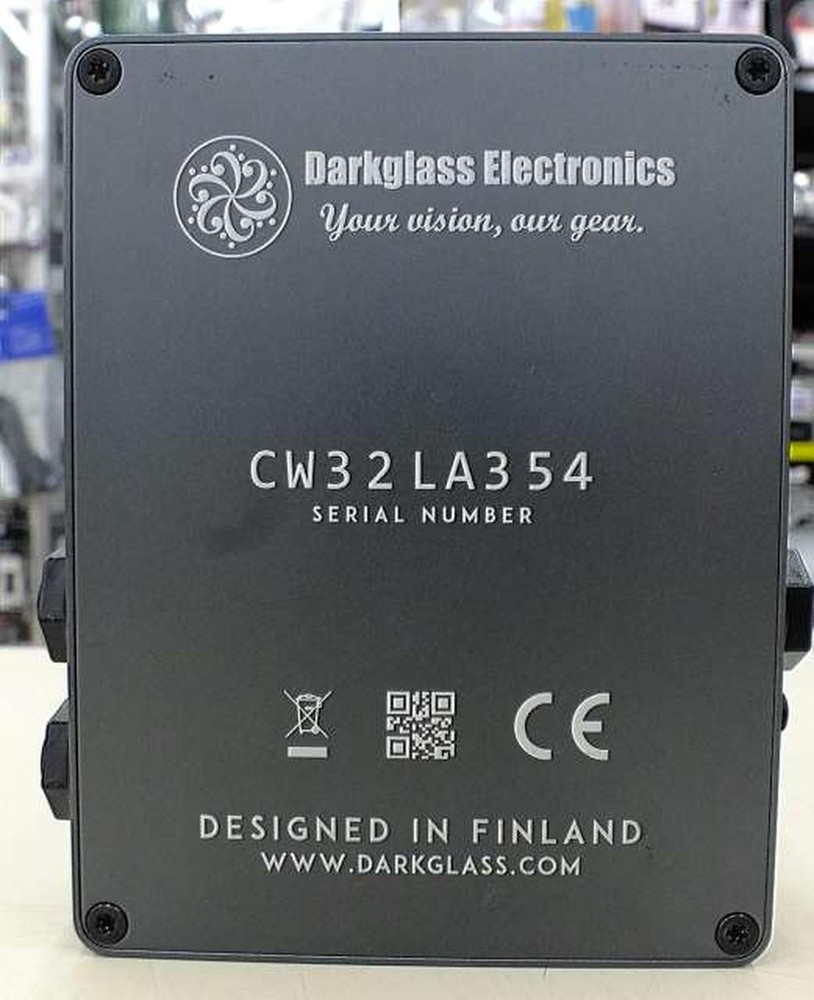 Darkglass Electronics
Your vision, our gear.
CW32LA354
SERIAL NUMBER
CE
DESIGNED IN FINLAND
WWW.DARKGLASS.COM